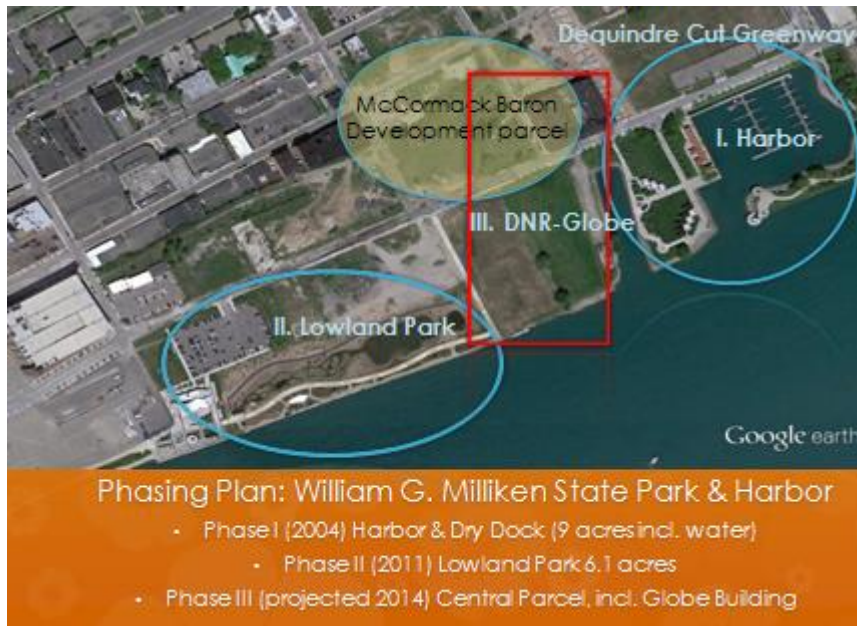 Dequindre Cut Greenway
McCormack Baron
Development parcel
I. Harbor
III. DNR-Globe
II. Lowland Park
Google earth
Phasing Plan: William G. Milliken State Park & Harbor
• Phase I (2004) Harbor & Dry Dock (9 acres incl. water)
• Phase II (2011) Lowland Park 6.1 acres
• Phase III (projected 2014) Central Parcel, incl. Globe Building